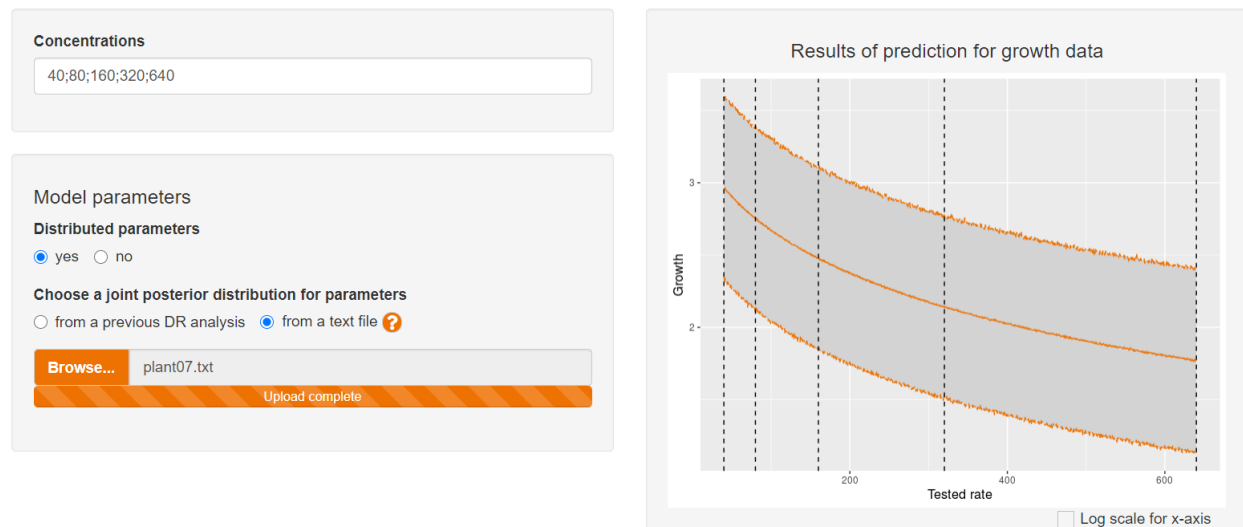 Concentrations
40;80;160;320;640
Model parameters
Distributed parameters
yes no
Choose a joint posterior distribution for parameters
from a previous DR analysis from a text file ?
Browse... plant07.txt
Upload complete
Results of prediction for growth data
Growth
3
2
200 400 600
Tested rate
Log scale for x-axis